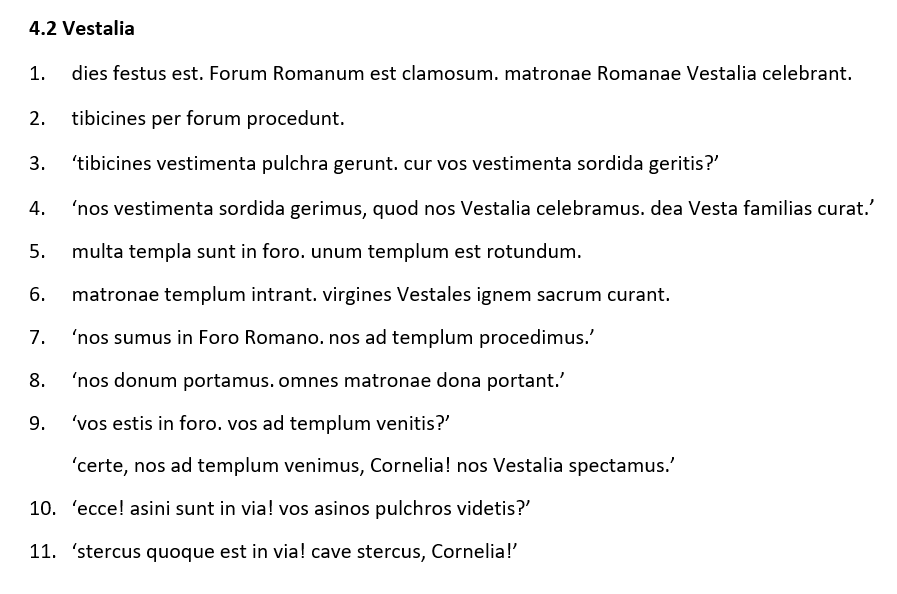 4.2 Vestalia
1. dies festus est. Forum Romanum est clamosum. matronae Romanae Vestalia celebrant.
2. tibicines per forum procedunt.
3. ‘tibicines vestimenta pulchra gerunt. cur vos vestimenta sordida geritis?’
4. ‘nos vestimenta sordida gerimus, quod nos Vestalia celebramus. dea Vesta familias curat.’
5. multa templa sunt in foro. unum templum est rotundum.
6. matronae templum intrant. virgines Vestales ignem sacrum curant.
7. ‘nos sumus in Foro Romano. nos ad templum procedimus.’
8. ‘nos donum portamus. omnes matronae dona portant.’
9. ‘vos estis in foro. vos ad templum venitis?’
‘certe, nos ad templum venimus, Cornelia! nos Vestalia spectamus.’
10. ‘ecce! asini sunt in via! vos asinos pulchros videtis?’
11. ‘stercus quoque est in via! cave stercus, Cornelia!’